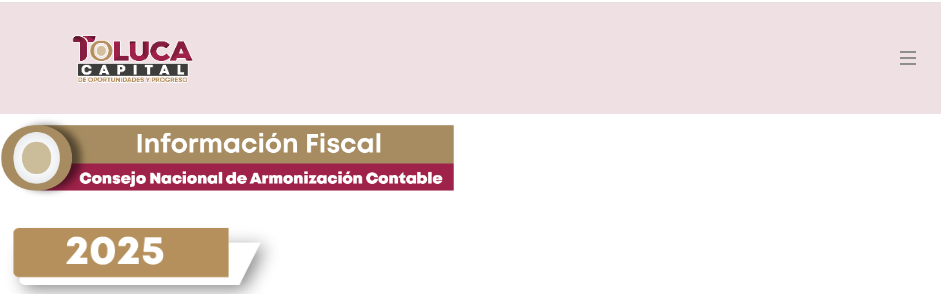 TOLUCA
CAPITAL
DE OPORTUNIDADES Y PROGRESO
Información Fiscal
Consejo Nacional de Armonización Contable
2025